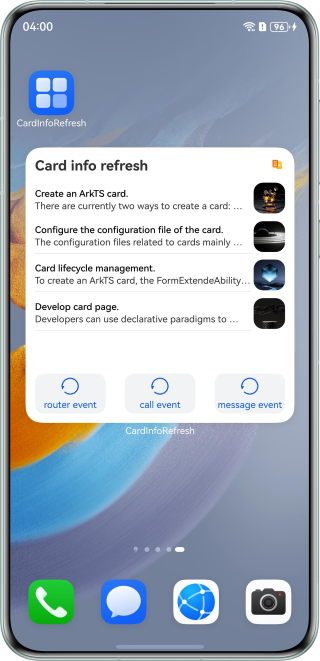 04:00
96
CardInfoRefresh
Card info refresh
Create an ArkTS card.
There are currently two ways to create a card: ...
Configure the configuration file of the card.
The configuration files related to cards mainly ...
Card lifecycle management.
To create an ArkTS card, the FormExtendeAbility...
Develop card page.
Developers can use declarative paradigms to ...
router event
call event
message event
CardInfoRefresh